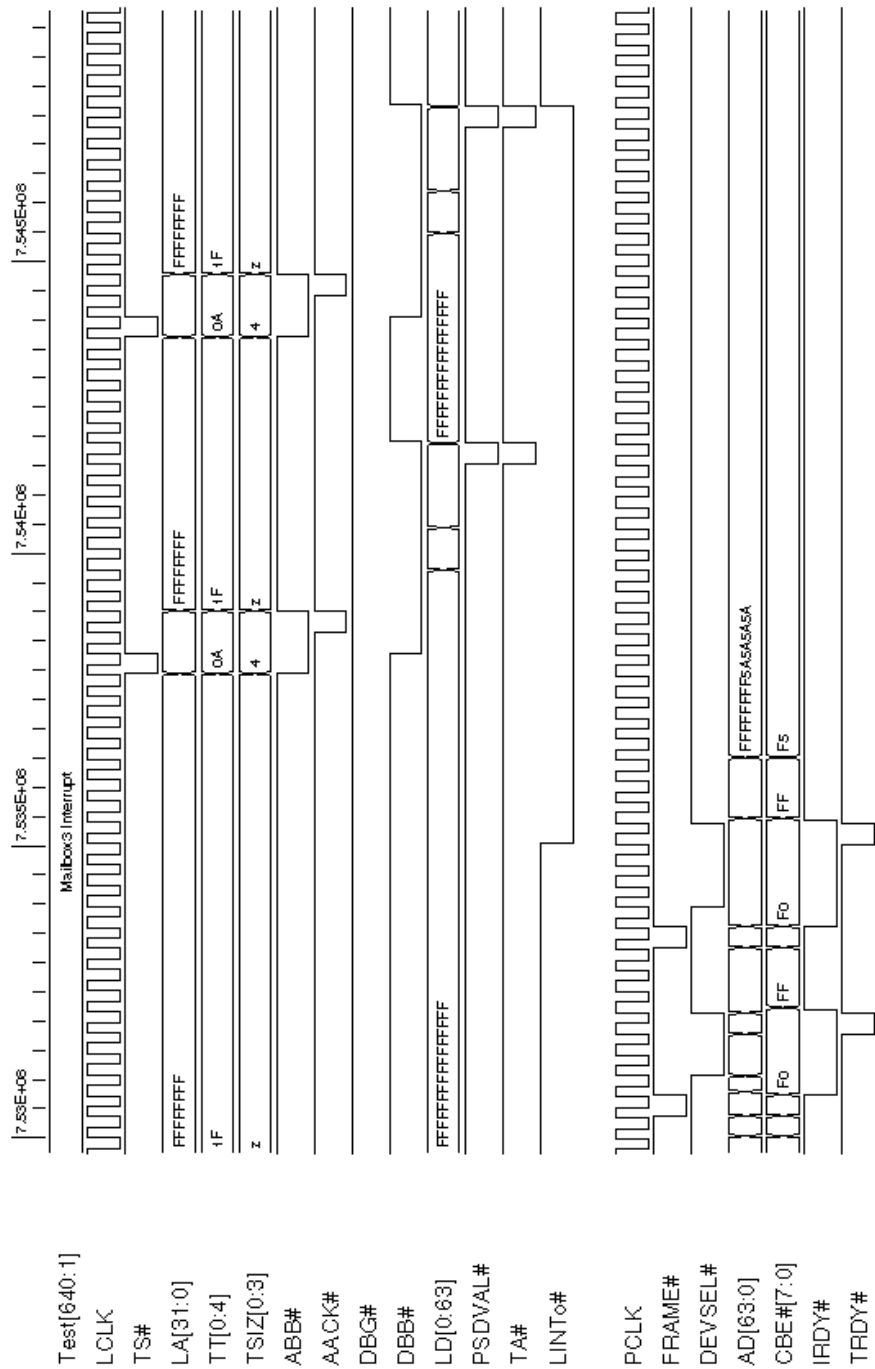 7.53E+08 7.535E+08 7.54E+08 7.545E+08
Test[640:1] Mailbox3 Interrupt
LCLK
TS#
LA[31:0] FFFFFFFF FFFFFFFF FFFFFFFF
TT[0:4] 1F 0A 1F 0A 1F
TSIZ[0:3] z 4 z 4 z
ABB#
AACK#
DBG#
DBB#
LD[0:63] FFFFFFFFFFFFFFFF FFFFFFFFFFFFFFFF
PSDVAL#
TA#
LINTo#
PCLK
FRAME#
DEVSEL#
AD[63:0] FFFFFFFF5A5A5A5A
CBE#[7:0] F0 FF F0 FF F5
IRDY#
TRDY#